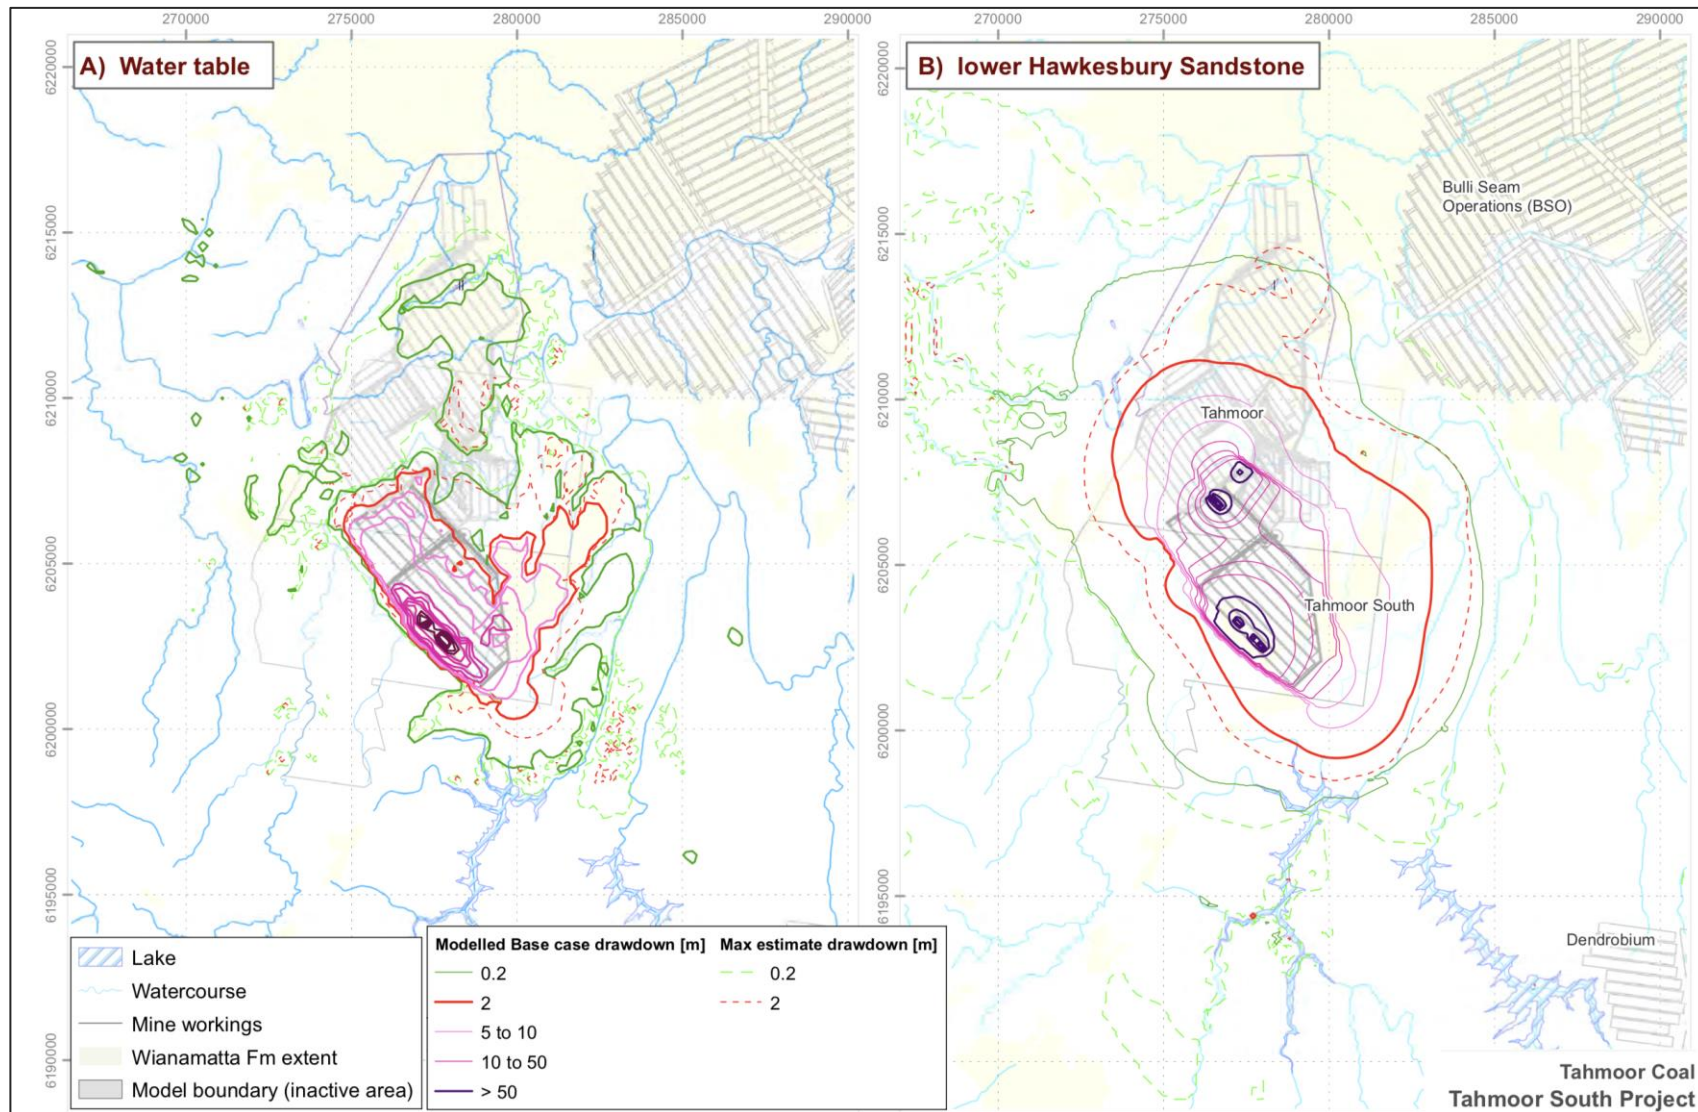 270000 275000 280000 285000 290000 270000 275000 280000 285000 290000
A) Water table
B) lower Hawkesbury Sandstone
6220000
6215000
6210000
6205000
6200000
6195000
6190000
6220000
6215000
6210000
6205000
6200000
6195000
6190000
Bulli Seam
Operations (BSO)
Tahmoor
Tahmoor South
Dendrobium
Lake
Watercourse
Mine workings
Wianamatta Fm extent
Model boundary (inactive area)
Modelled Base case drawdown [m] Max estimate drawdown [m]
0.2 0.2
2 2
5 to 10
10 to 50
> 50
Tahmoor Coal
Tahmoor South Project